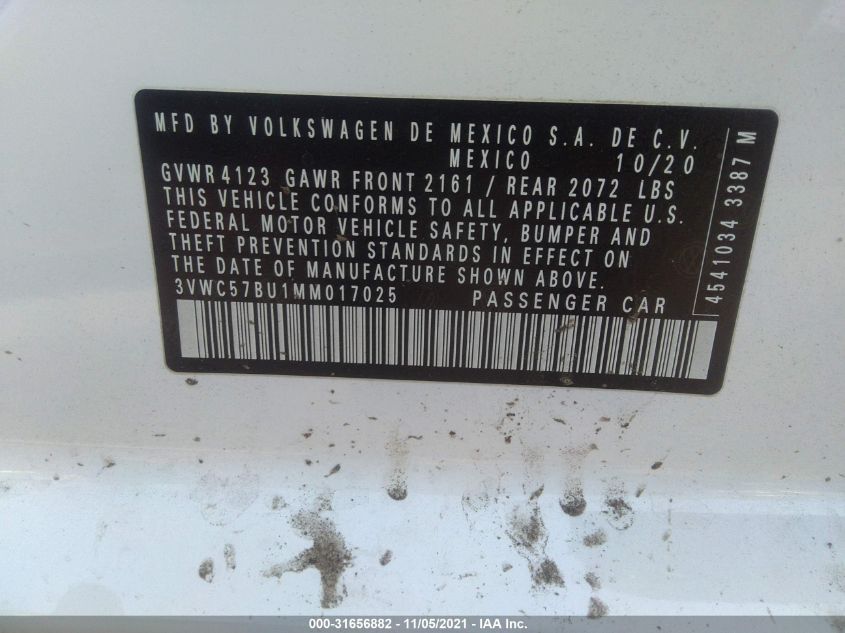 MFD BY VOLKSWAGEN DE MEXICO S.A. DE C.V.
MEXICO 10/20
GVWR 4123 GAWR FRONT 2161 / REAR 2072 LBS
THIS VEHICLE CONFORMS TO ALL APPLICABLE U.S.
FEDERAL MOTOR VEHICLE SAFETY, BUMPER AND
THEFT PREVENTION STANDARDS IN EFFECT ON
THE DATE OF MANUFACTURE SHOWN ABOVE.
3VWC57BU1MM017025 PASSENGER CAR
4541034 3387 M
000-31656882 - 11/05/2021 - IAA Inc.